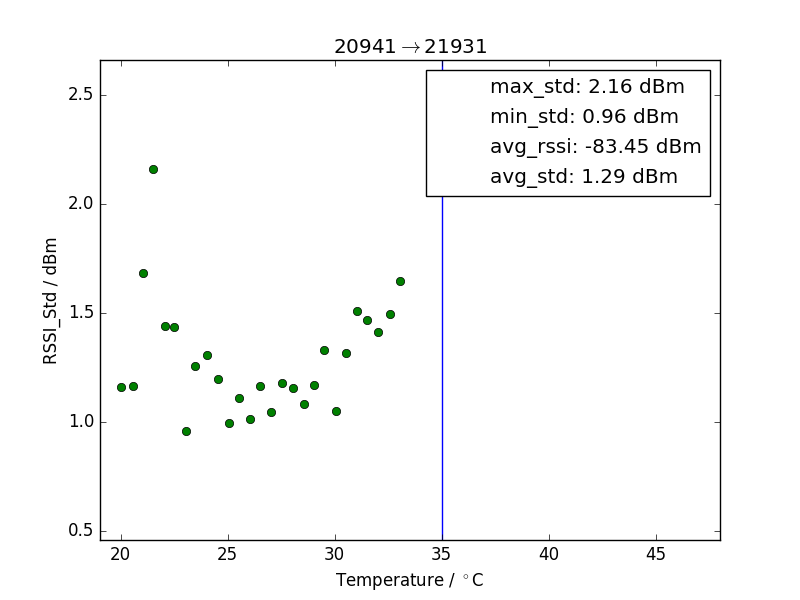 20941→21931
max_std: 2.16 dBm
min_std: 0.96 dBm
avg_rssi: -83.45 dBm
avg_std: 1.29 dBm
RSSI_Std / dBm
2.5
2.0
1.5
1.0
0.5
20 25 30 35 40 45
Temperature / °C